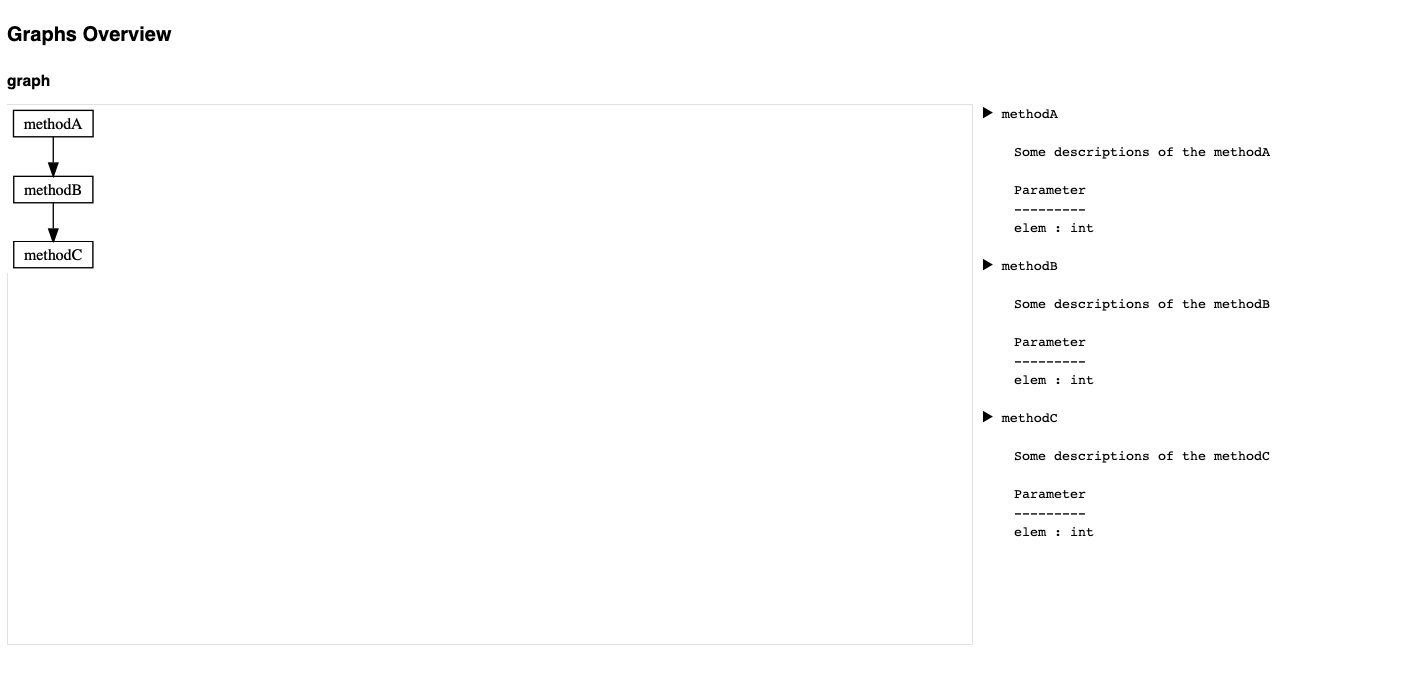 Graphs Overview
graph
methodA
methodB
methodC
methodA
Some descriptions of the methodA
Parameter
---------
elem : int
methodB
Some descriptions of the methodB
Parameter
---------
elem : int
methodC
Some descriptions of the methodC
Parameter
---------
elem : int